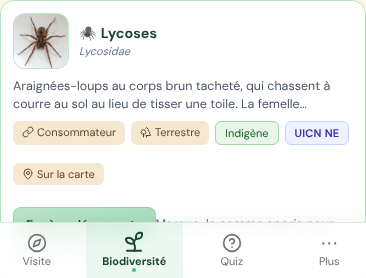 Lycoses
Lycosidae
Araignées-loups au corps brun tacheté, qui chassent à
courre au sol au lieu de tisser une toile. La femelle...
Consommateur
Terrestre
Indigène
UICN NE
Sur la carte
Visite
Biodiversité
Quiz
Plus